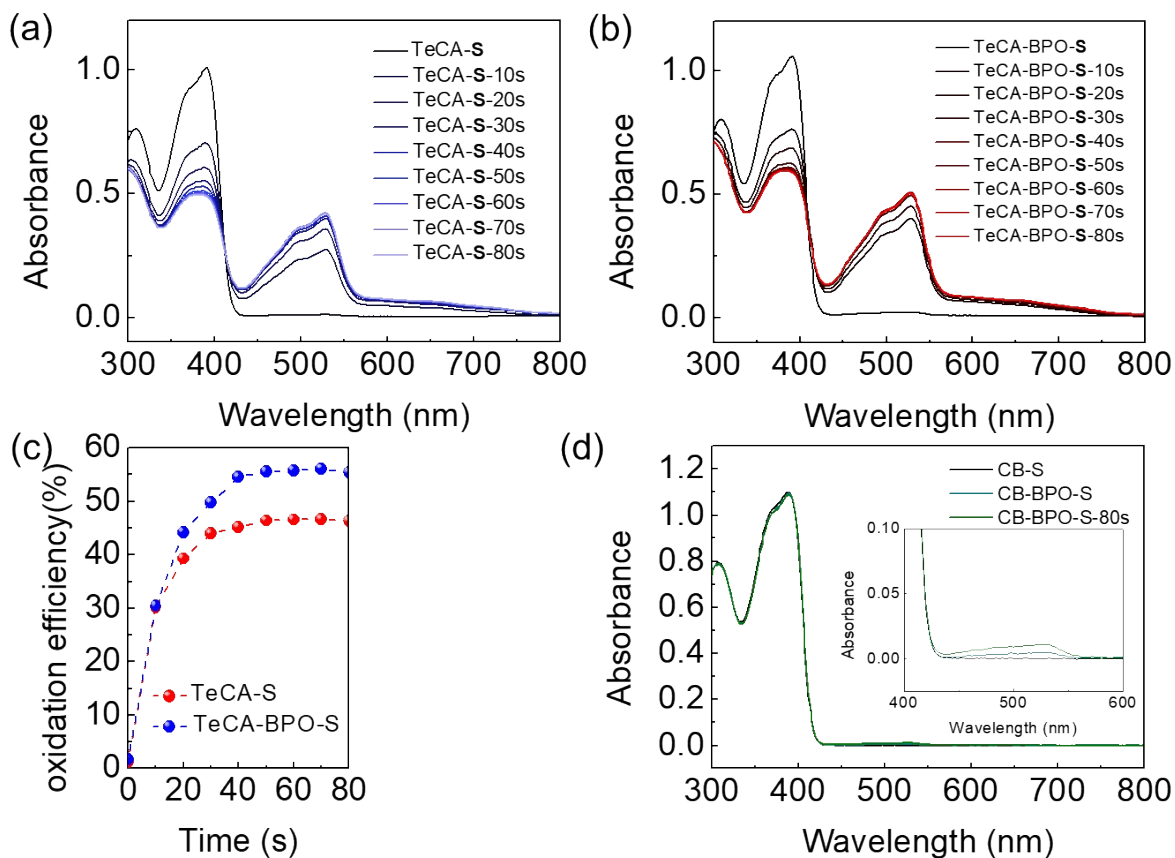 (a)
TeCA-S
TeCA-S-10s
TeCA-S-20s
TeCA-S-30s
TeCA-S-40s
TeCA-S-50s
TeCA-S-60s
TeCA-S-70s
TeCA-S-80s
1.0
0.5
0.0
Absorbance
300 400 500 600 700 800
Wavelength (nm)
(b)
TeCA-BPO-S
TeCA-BPO-S-10s
TeCA-BPO-S-20s
TeCA-BPO-S-30s
TeCA-BPO-S-40s
TeCA-BPO-S-50s
TeCA-BPO-S-60s
TeCA-BPO-S-70s
TeCA-BPO-S-80s
1.0
0.5
0.0
Absorbance
300 400 500 600 700 800
Wavelength (nm)
(c)
60
50
40
30
20
10
0
oxidation efficiency(%)
TeCA-S
TeCA-BPO-S
0 20 40 60 80
Time (s)
(d)
1.2
1.0
0.8
0.6
0.4
0.2
0.0
Absorbance
CB-S
CB-BPO-S
CB-BPO-S-80s
0.10
0.05
0.00
Absorbance
400 500 600
Wavelength (nm)
300 400 500 600 700 800
Wavelength (nm)